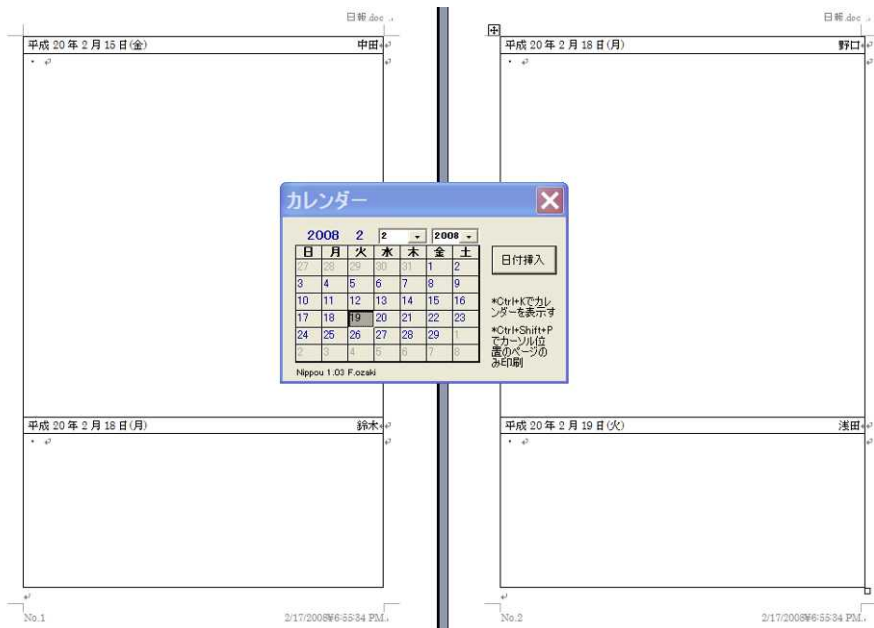 日報.doc
平成 20 年 2 月 15 日(金) 中田
・
平成 20 年 2 月 18 日(月) 鈴木
・
No.1 2/17/2008¥6:55:34 PM
日報.doc
平成 20 年 2 月 18 日(月) 野口
・
平成 20 年 2 月 19 日(火) 浅田
・
No.2 2/17/2008¥6:55:34 PM
カレンダー
2008 2 2 2008
日 月 火 水 木 金 土
27 28 29 30 31 1 2
3 4 5 6 7 8 9
10 11 12 13 14 15 16
17 18 19 20 21 22 23
24 25 26 27 28 29 1
2 3 4 5 6 7 8
日付挿入
*Ctrl+Kでカレ
ンダーを表示す
*Ctrl+Shift+P
でカーソル位
置のページの
み印刷
Nippou 1.03 F.ozaki